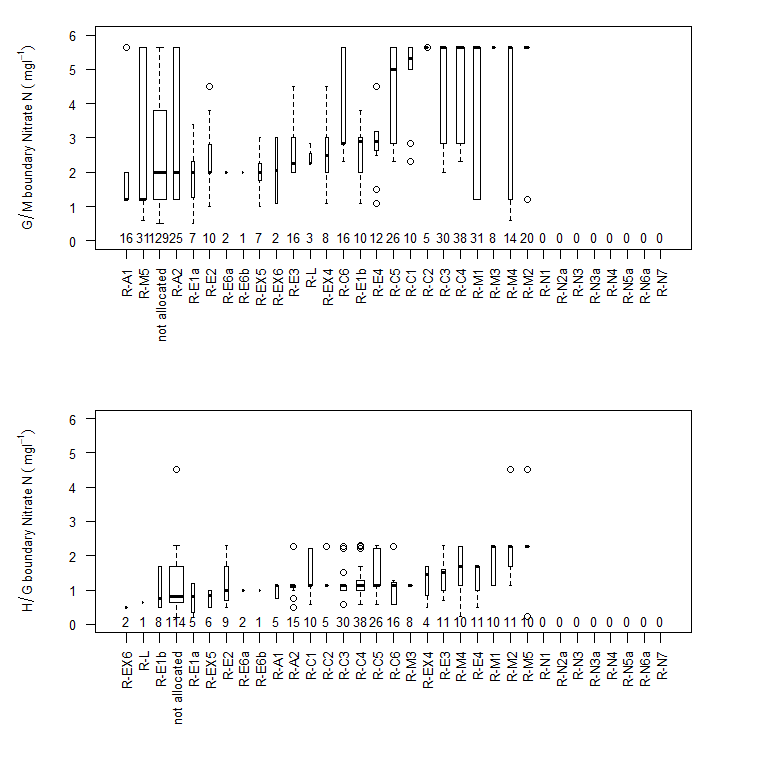 G/M boundary Nitrate N ( mgl⁻¹)
6
5
4
3
2
1
0
16 31 129 25 7 10 2 1 7 2 16 3 8 16 10 12 26 10 5 30 38 31 8 14 20 0 0 0 0 0 0 0 0
R-A1 R-M5 not allocated R-A2 R-E1a R-E2 R-E6a R-E6b R-EX5 R-EX6 R-E3 R-L R-EX4 R-C6 R-E1b R-E4 R-C5 R-C1 R-C2 R-C3 R-C4 R-M1 R-M3 R-M4 R-M2 R-N1 R-N2a R-N3 R-N3a R-N4 R-N5a R-N6a R-N7
H/G boundary Nitrate N ( mgl⁻¹)
6
5
4
3
2
1
0
2 1 8 114 5 6 9 2 1 5 15 10 5 30 38 26 16 8 4 11 10 11 10 11 10 0 0 0 0 0 0 0 0
R-EX6 R-L R-E1b not allocated R-E1a R-EX5 R-E2 R-E6a R-E6b R-A1 R-A2 R-C1 R-C2 R-C3 R-C4 R-C5 R-C6 R-M3 R-EX4 R-E3 R-M4 R-E4 R-M1 R-M2 R-M5 R-N1 R-N2a R-N3 R-N3a R-N4 R-N5a R-N6a R-N7